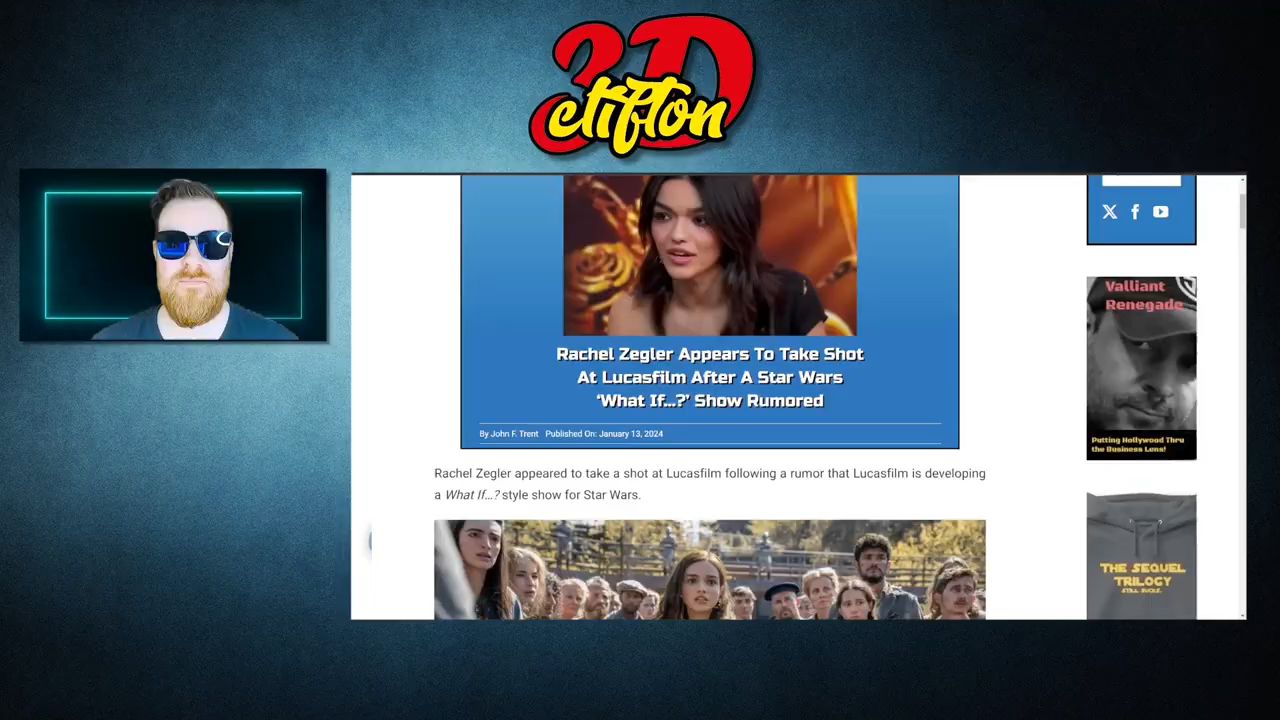 3D
clifton
Rachel Zegler Appears To Take Shot
At Lucasfilm After A Star Wars
‘What If...?’ Show Rumored
By John F. Trent Published On: January 13, 2024
Rachel Zegler appeared to take a shot at Lucasfilm following a rumor that Lucasfilm is developing
a What If...? style show for Star Wars.
Valliant
Renegade
Putting Hollywood Thru
the Business Lens!
THE SEQUEL
TRILOGY